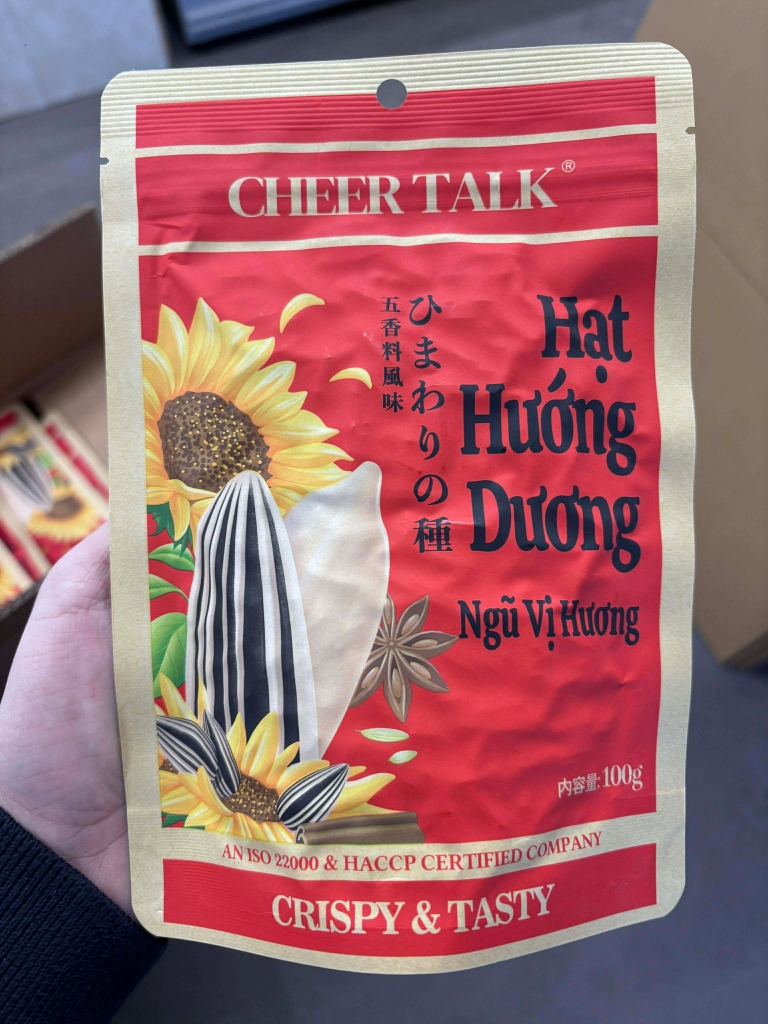 CHEER TALK®
Hạt
Hướng
Dương
Ngũ Vị Hương
ひまわりの種
五香料風味
内容量:100g
AN ISO 22000 & HACCP CERTIFIED COMPANY
CRISPY & TASTY